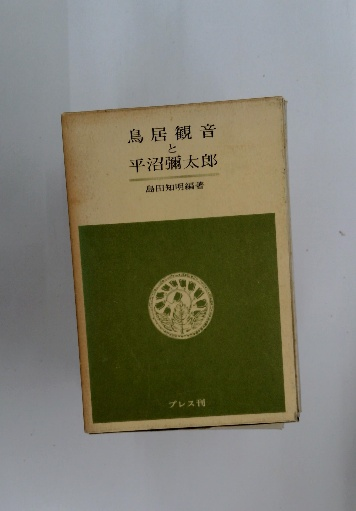 鳥居観音
と
平沼彌太郎
島田知明編著
プレス刊